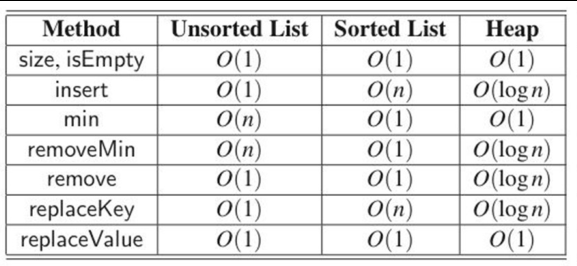 Method Unsorted List Sorted List Heap
size, isEmpty O(1) O(1) O(1)
insert O(1) O(n) O(log n)
min O(n) O(1) O(1)
removeMin O(n) O(1) O(log n)
remove O(1) O(1) O(log n)
replaceKey O(1) O(n) O(log n)
replaceValue O(1) O(1) O(1)